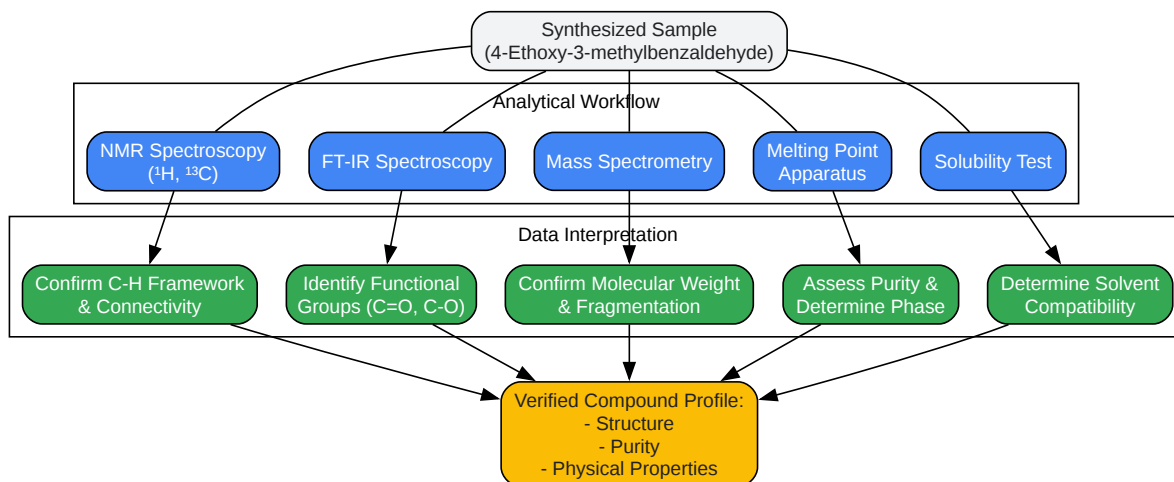 Synthesized Sample
(4-Ethoxy-3-methylbenzaldehyde)
Analytical Workflow
NMR Spectroscopy
(¹H, ¹³C)
FT-IR Spectroscopy
Mass Spectrometry
Melting Point
Apparatus
Solubility Test
Data Interpretation
Confirm C-H Framework
& Connectivity
Identify Functional
Groups (C=O, C-O)
Confirm Molecular Weight
& Fragmentation
Assess Purity &
Determine Phase
Determine Solvent
Compatibility
Verified Compound Profile:
- Structure
- Purity
- Physical Properties